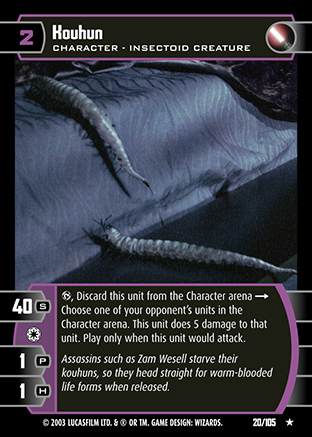 2
Kouhun
CHARACTER - INSECTOID CREATURE
40 S
, Discard this unit from the Character arena →
Choose one of your opponent's units in the
Character arena. This unit does 5 damage to that
unit. Play only when this unit would attack.
1 P
Assassins such as Zam Wesell starve their
kouhuns, so they head straight for warm-blooded
life forms when released.
1 H
© 2003 LUCASFILM LTD. & ® OR TM. GAME DESIGN: WIZARDS.
20/105